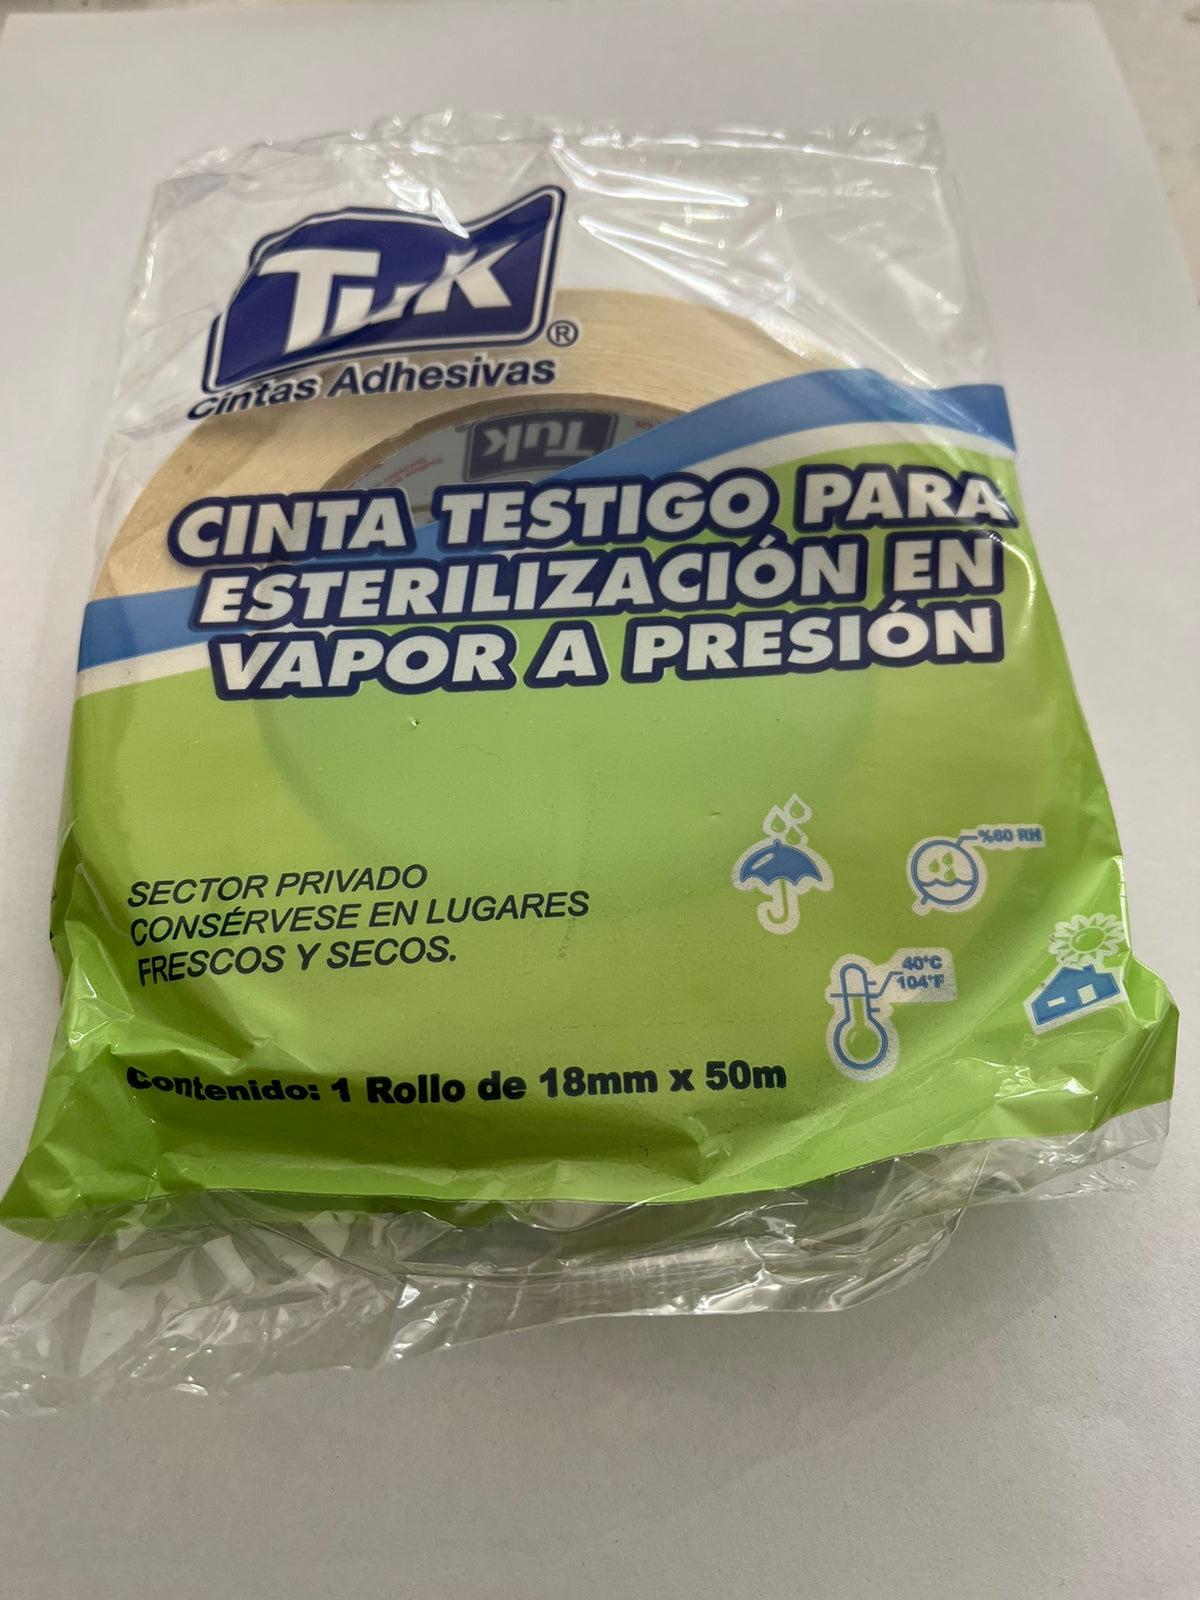 Tuk
®
Cintas Adhesivas
Tuk
CINTA TESTIGO PARA
ESTERILIZACIÓN EN
VAPOR A PRESIÓN
SECTOR PRIVADO
CONSÉRVESE EN LUGARES
FRESCOS Y SECOS.
%60 RH
40°C
104°F
Contenido: 1 Rollo de 18mm x 50m